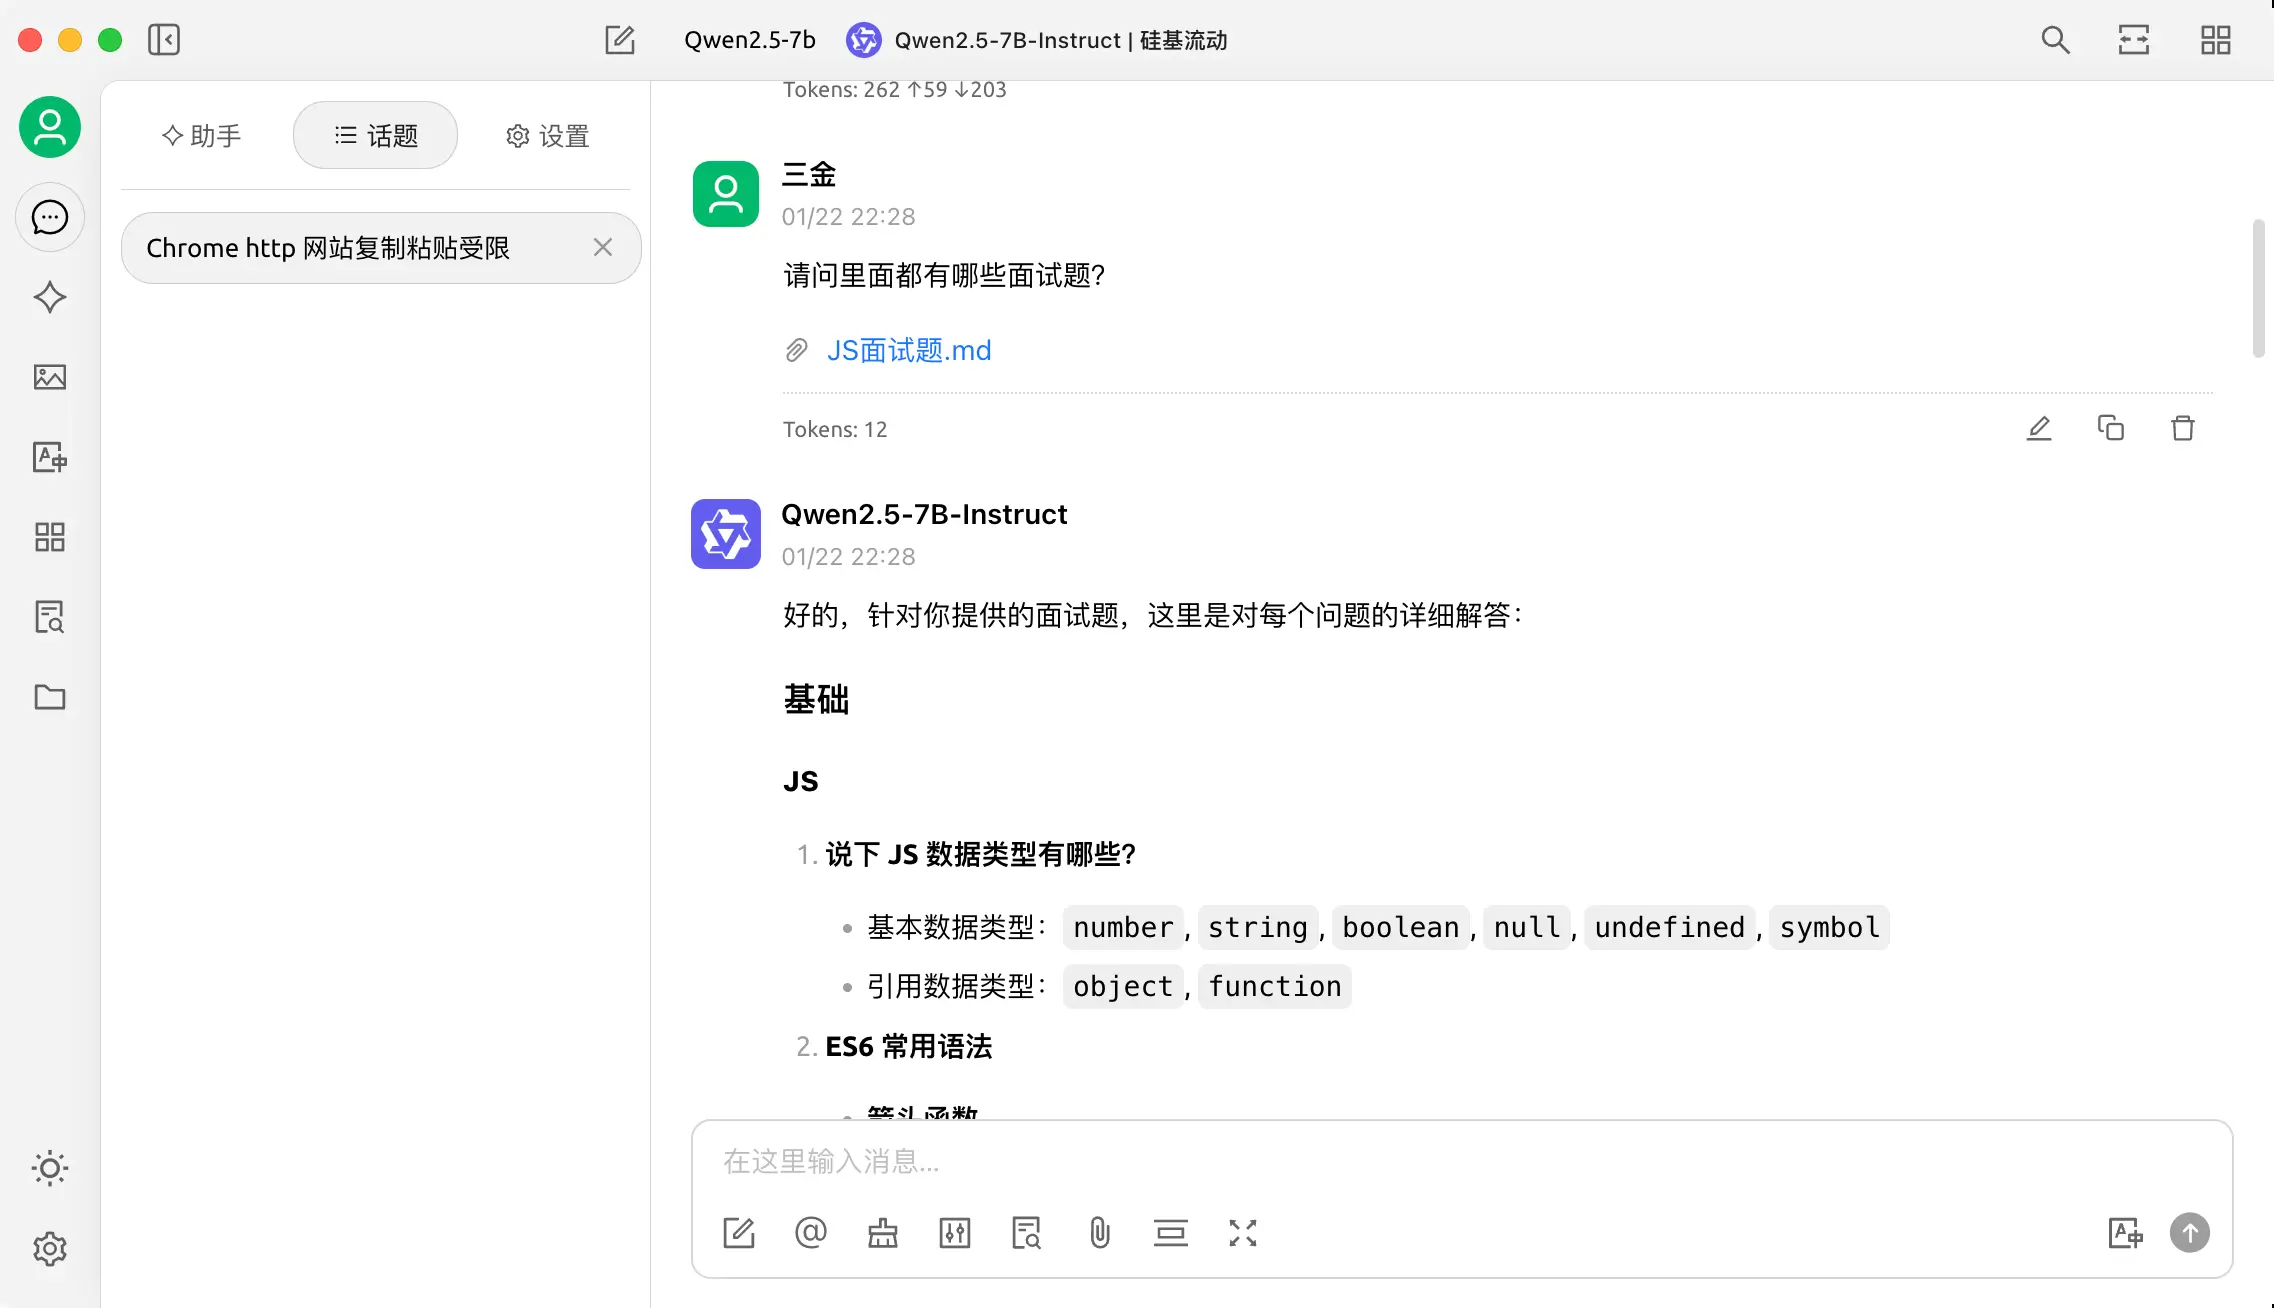 Qwen2.5-7b
Qwen2.5-7B-Instruct | 硅基流动
助手
话题
设置
Chrome http 网站复制粘贴受限
Tokens: 262 ↑59 ↓203
三金
01/22 22:28
请问里面都有哪些面试题?
JS面试题.md
Tokens: 12
Qwen2.5-7B-Instruct
01/22 22:28
好的，针对你提供的面试题，这里是对每个问题的详细解答：
基础
JS
1. 说下 JS 数据类型有哪些?
• 基本数据类型： number, string, boolean, null, undefined, symbol
• 引用数据类型： object, function
2. ES6 常用语法
• 箭头函数
在这里输入消息...